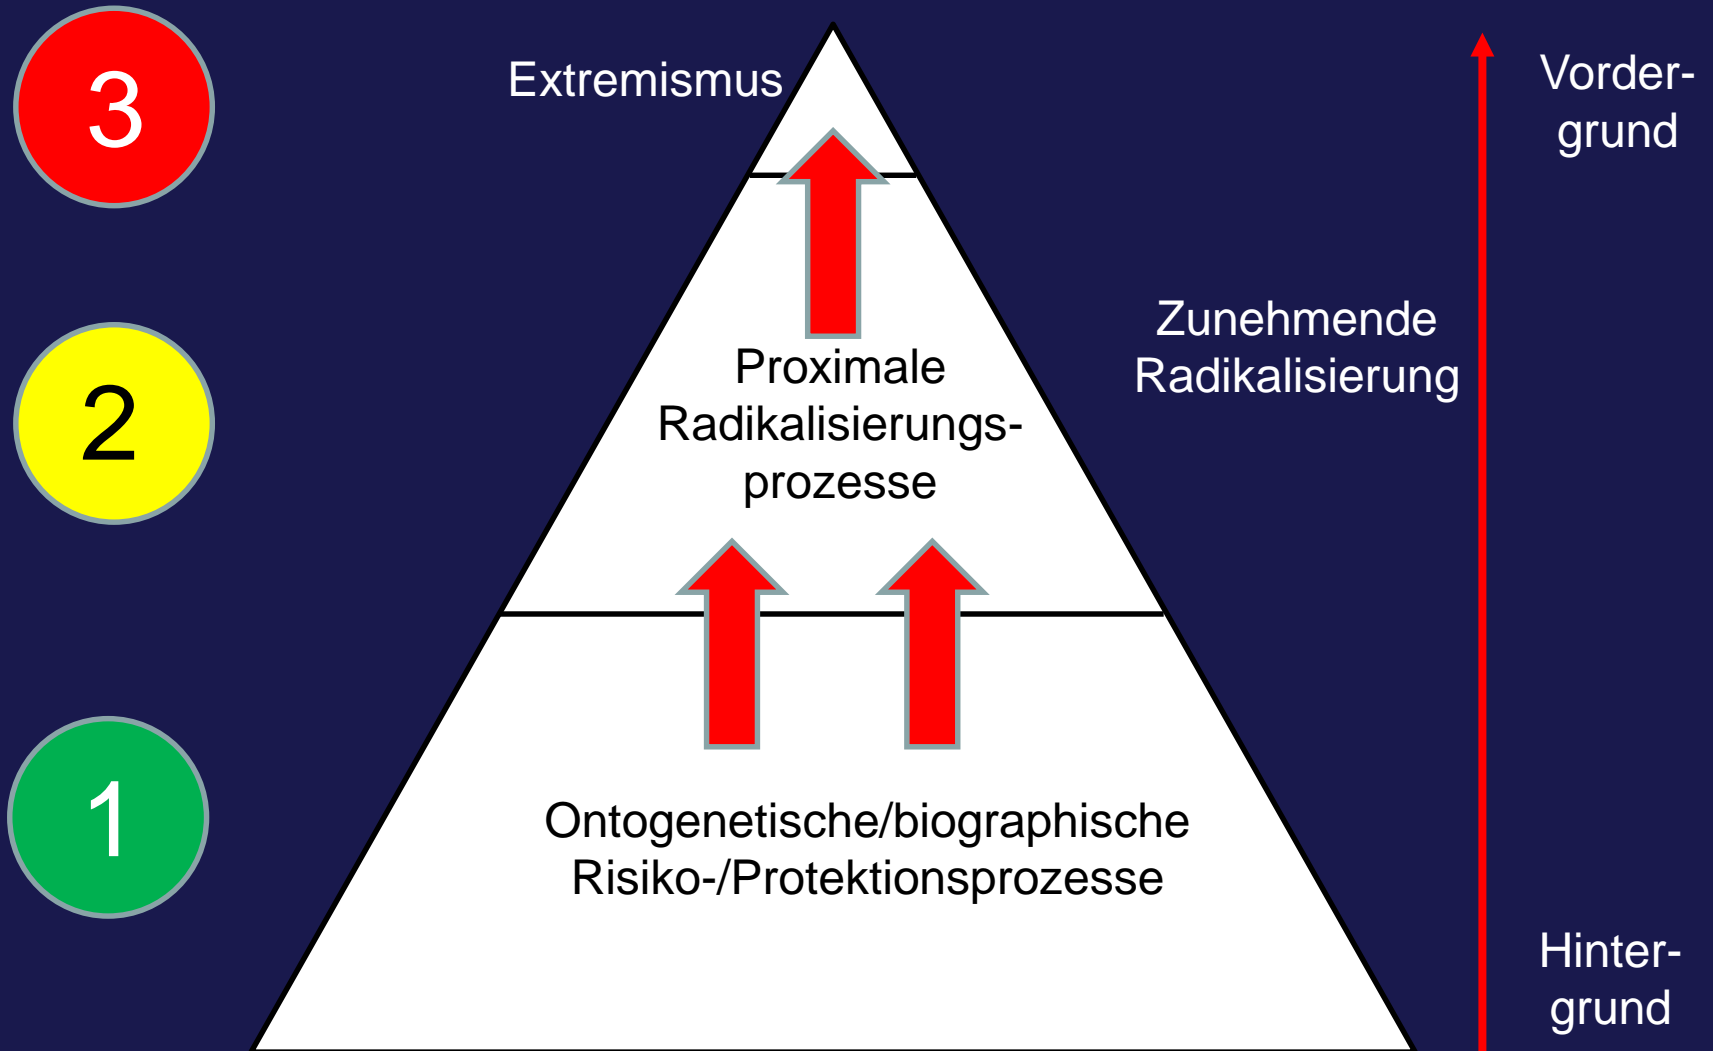 3
Extremismus
Vorder-
grund
Zunehmende
Radikalisierung
2
Proximale
Radikalisierungs-
prozesse
1
Ontogenetische/biographische
Risiko-/Protektionsprozesse
Hinter-
grund